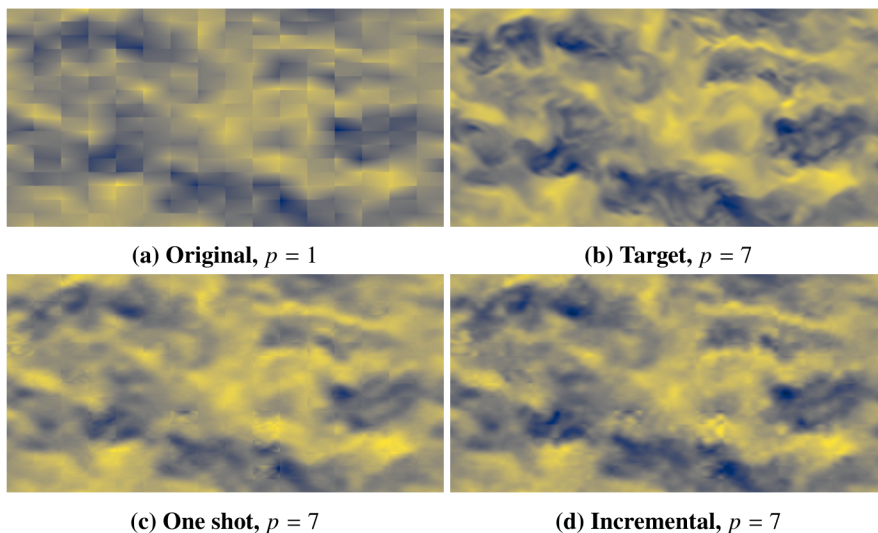 (a) Original, p = 1
(b) Target, p = 7
(c) One shot, p = 7
(d) Incremental, p = 7